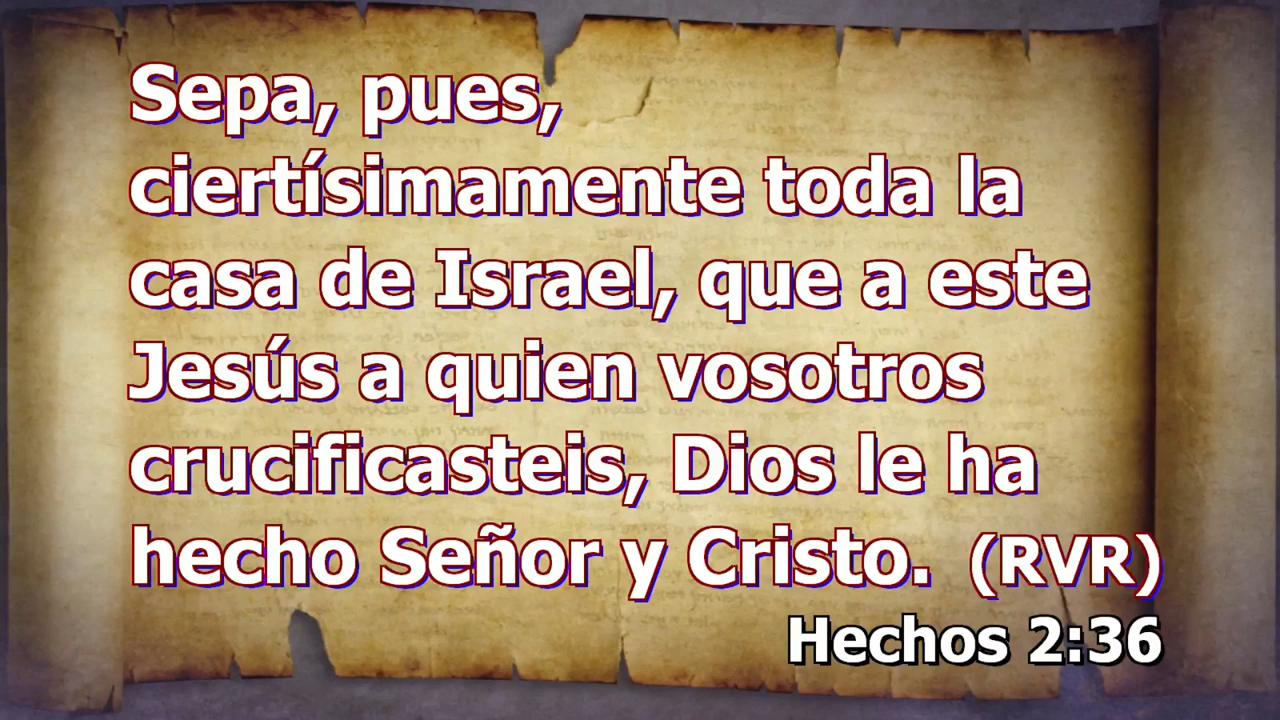 Sepa, pues,
ciertísimamente toda la
casa de Israel, que a este
Jesús a quien vosotros
crucificasteis, Dios le ha
hecho Señor y Cristo. (RVR)
Hechos 2:36